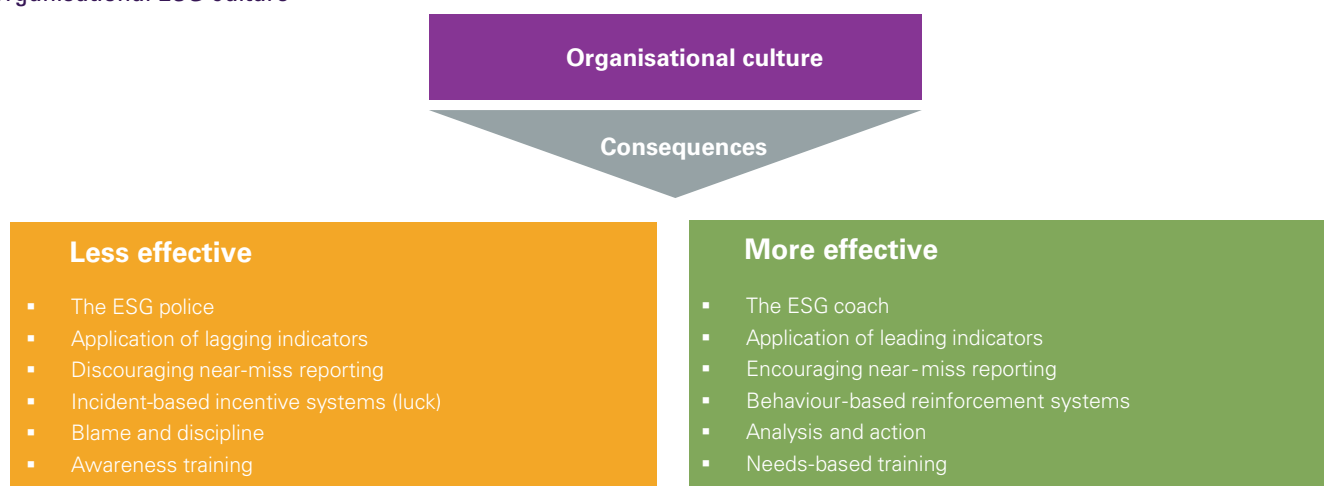 Organisational culture
Consequences
Less effective
▪ The ESG police
▪ Application of lagging indicators
▪ Discouraging near-miss reporting
▪ Incident-based incentive systems (luck)
▪ Blame and discipline
▪ Awareness training
More effective
▪ The ESG coach
▪ Application of leading indicators
▪ Encouraging near-miss reporting
▪ Behaviour-based reinforcement systems
▪ Analysis and action
▪ Needs-based training